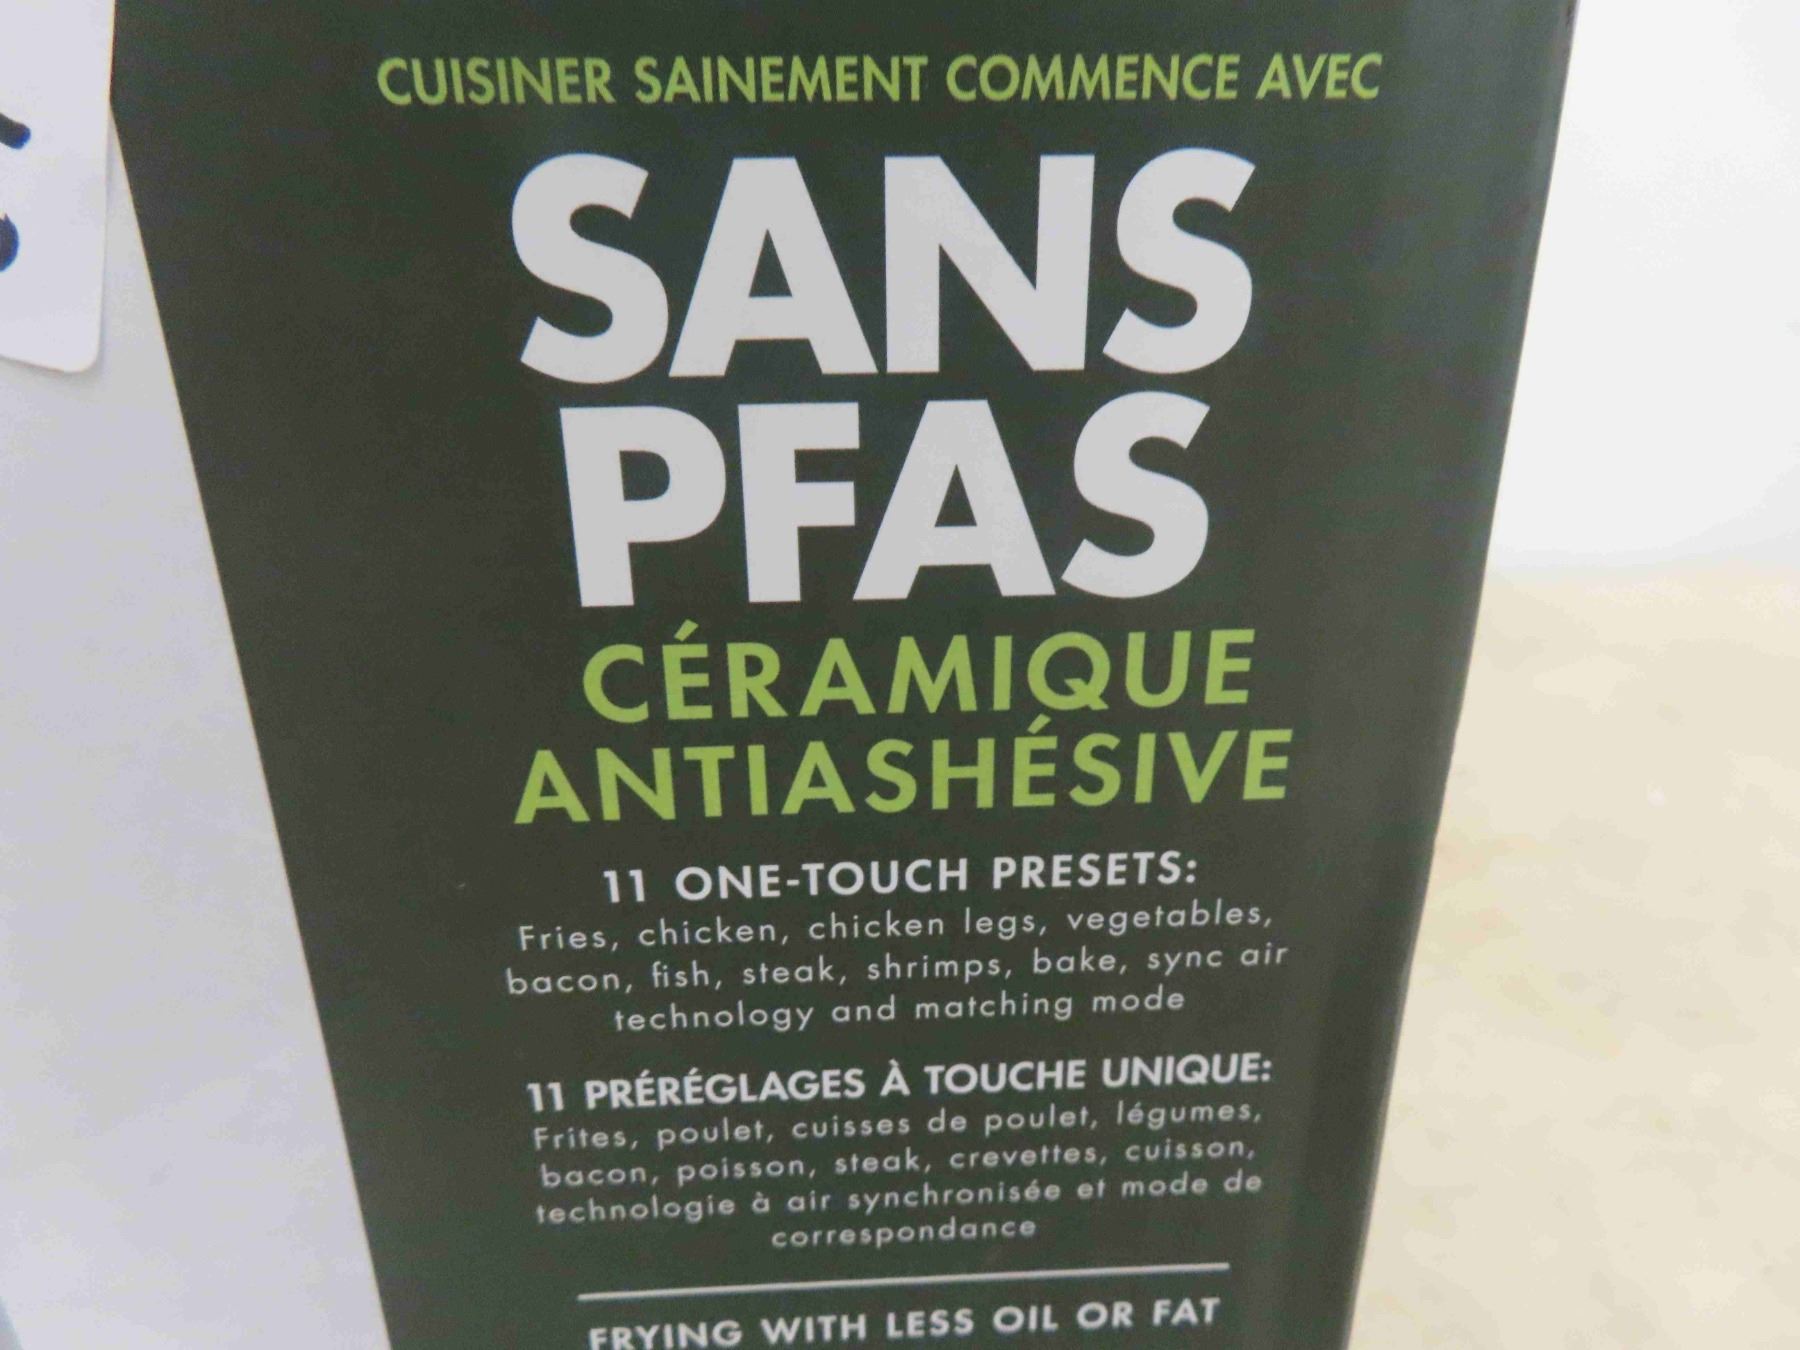 CUISINER SAINEMENT COMMENCE AVEC
SANS
PFAS
CÉRAMIQUE
ANTIASHÉSIVE
11 ONE-TOUCH PRESETS:
Fries, chicken, chicken legs, vegetables,
bacon, fish, steak, shrimps, bake, sync air
technology and matching mode
11 PRÉRÉGLAGES À TOUCHE UNIQUE:
Frites, poulet, cuisses de poulet, légumes,
bacon, poisson, steak, crevettes, cuisson,
technologie à air synchronisée et mode de
correspondance
FRYING WITH LESS OIL OR FAT